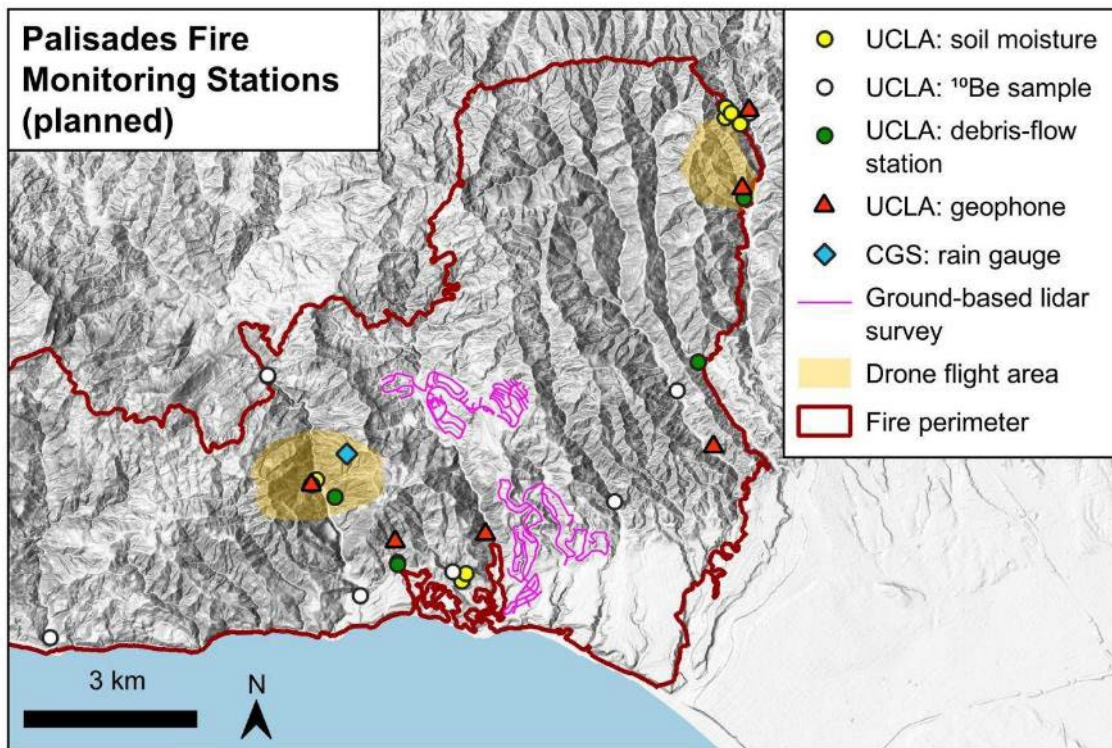 Palisades Fire
Monitoring Stations
(planned)
UCLA: soil moisture
UCLA: ¹⁰Be sample
UCLA: debris-flow
station
UCLA: geophone
CGS: rain gauge
Ground-based lidar
survey
Drone flight area
Fire perimeter
3 km
N